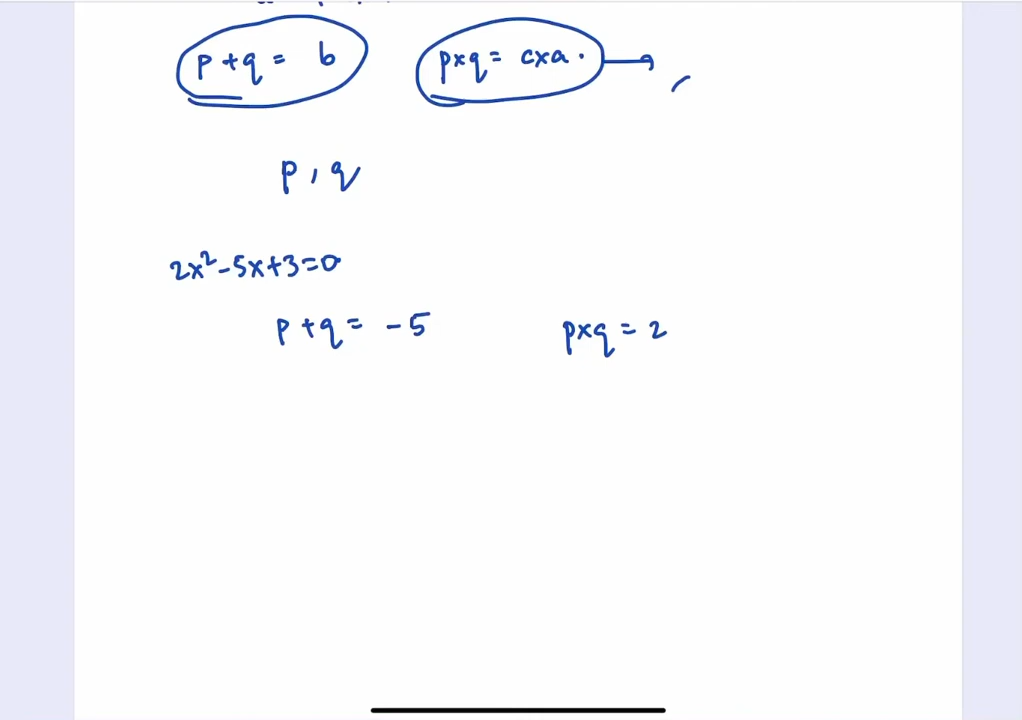 p + q = b p x q = c x a .
p , q
2x² - 5x + 3 = 0
p + q = - 5 p x q = 2